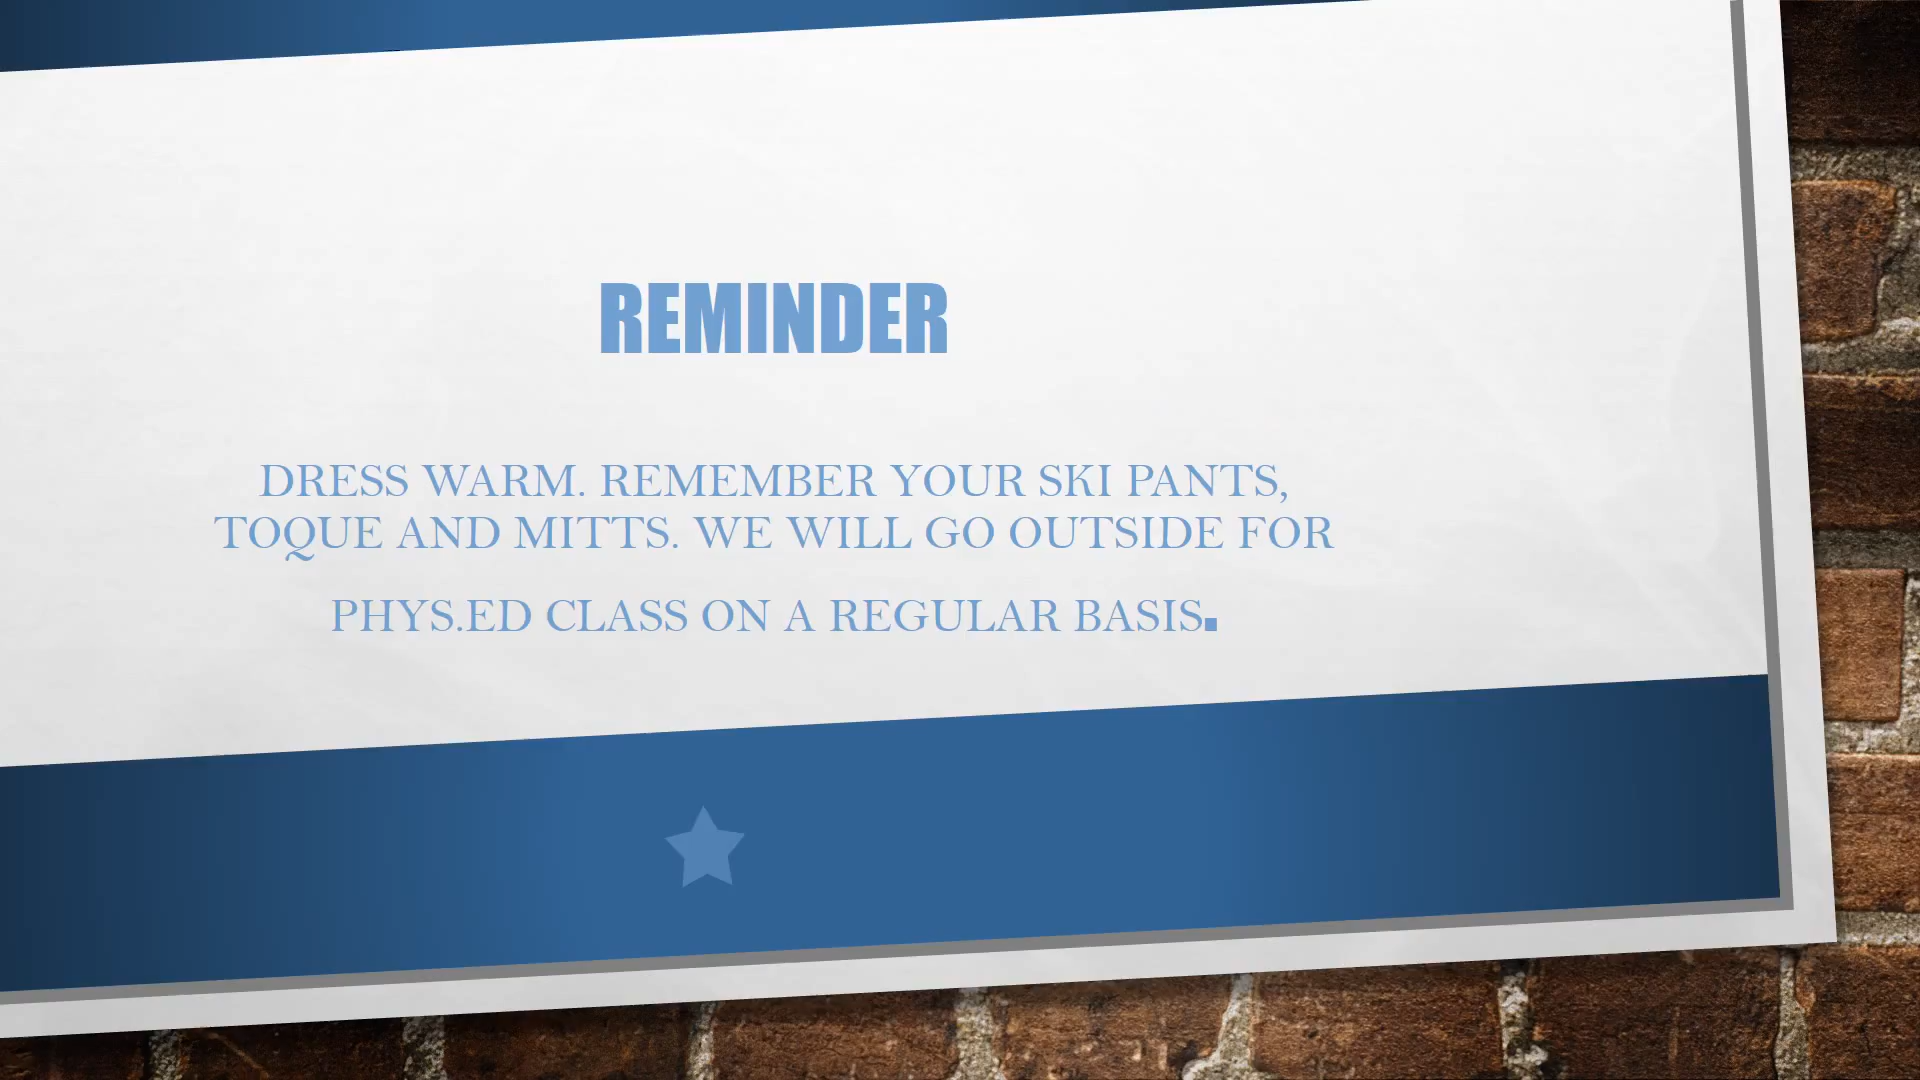 REMINDER
DRESS WARM. REMEMBER YOUR SKI PANTS,
TOQUE AND MITTS. WE WILL GO OUTSIDE FOR
PHYS.ED CLASS ON A REGULAR BASIS.